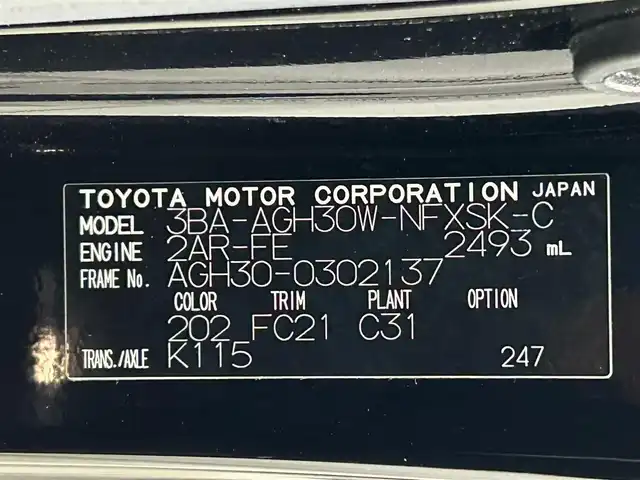 TOYOTA MOTOR CORPORATION JAPAN
MODEL 3BA-AGH30W-NFXSK-C
ENGINE 2AR-FE 2493 mL
FRAME No. AGH30-0302137
COLOR TRIM PLANT OPTION
202 FC21 C31
TRANS./AXLE K115 247